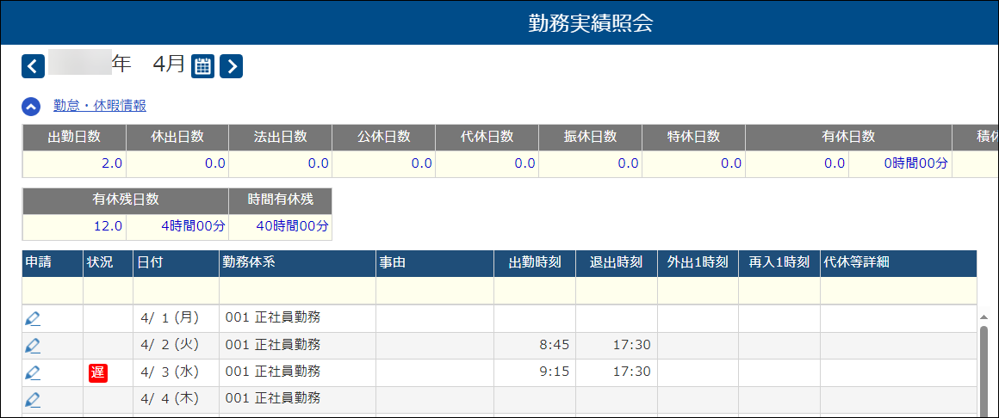 勤務実績照会
年 4月
勤怠・休暇情報
出勤日数 休出日数 法出日数 公休日数 代休日数 振休日数 特休日数 有休日数 積休
2.0 0.0 0.0 0.0 0.0 0.0 0.0 0.0 0時間00分
有休残日数 時間有休残
12.0 4時間00分 40時間00分
申請 状況 日付 勤務体系 事由 出勤時刻 退出時刻 外出1時刻 再入1時刻 代休等詳細
4/ 1 (月) 001 正社員勤務
4/ 2 (火) 001 正社員勤務 8:45 17:30
遅 4/ 3 (水) 001 正社員勤務 9:15 17:30
4/ 4 (木) 001 正社員勤務